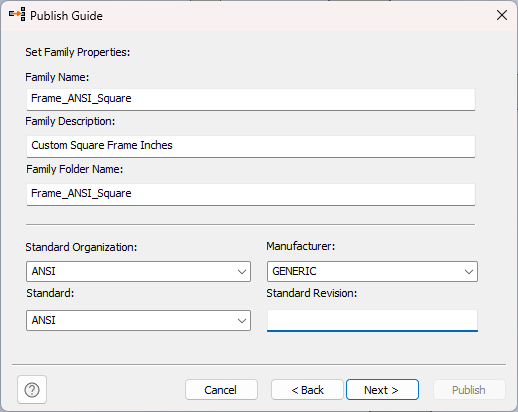 Publish Guide
Set Family Properties:
Family Name:
Frame_ANSI_Square
Family Description:
Custom Square Frame Inches
Family Folder Name:
Frame_ANSI_Square
Standard Organization:
Manufacturer:
ANSI
GENERIC
Standard:
Standard Revision:
ANSI
?
Cancel
< Back
Next >
Publish